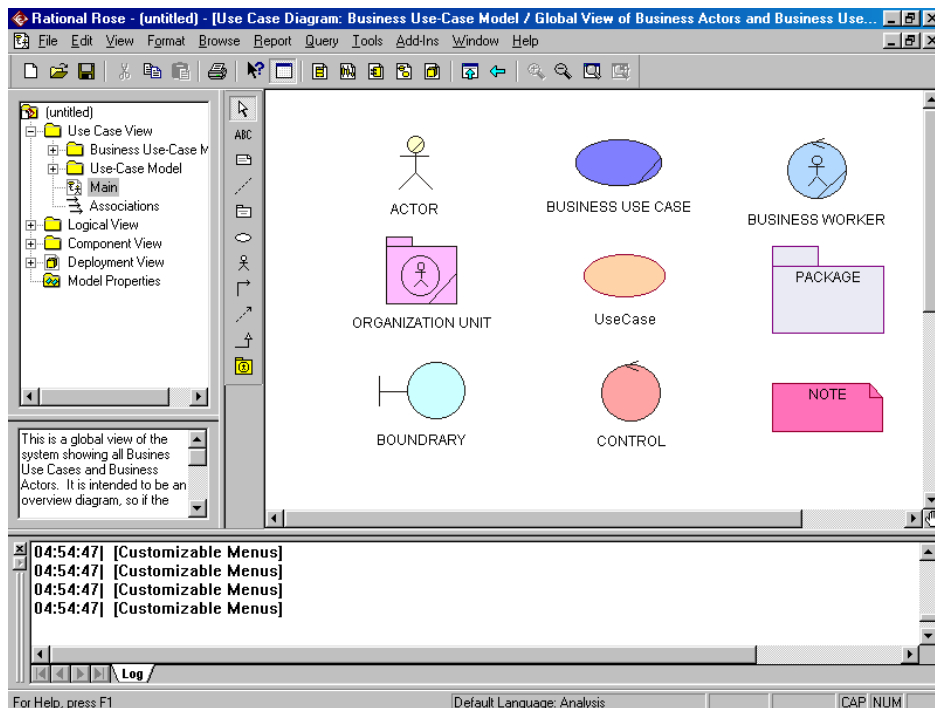 Rational Rose - (untitled) - [Use Case Diagram: Business Use-Case Model / Global View of Business Actors and Business Use...
File Edit View Format Browse Report Query Tools Add-Ins Window Help
(untitled)
Use Case View
Business Use-Case M
Use-Case Model
Main
Associations
Logical View
Component View
Deployment View
Model Properties
ABC
ACTOR
BUSINESS USE CASE
BUSINESS WORKER
ORGANIZATION UNIT
UseCase
PACKAGE
BOUNDRARY
CONTROL
NOTE
This is a global view of the
system showing all Busines
Use Cases and Business
Actors. It is intended to be an
overview diagram, so if the
04:54:47| [Customizable Menus]
04:54:47| [Customizable Menus]
04:54:47| [Customizable Menus]
04:54:47| [Customizable Menus]
Log
For Help, press F1
Default Language: Analysis
CAP NUM